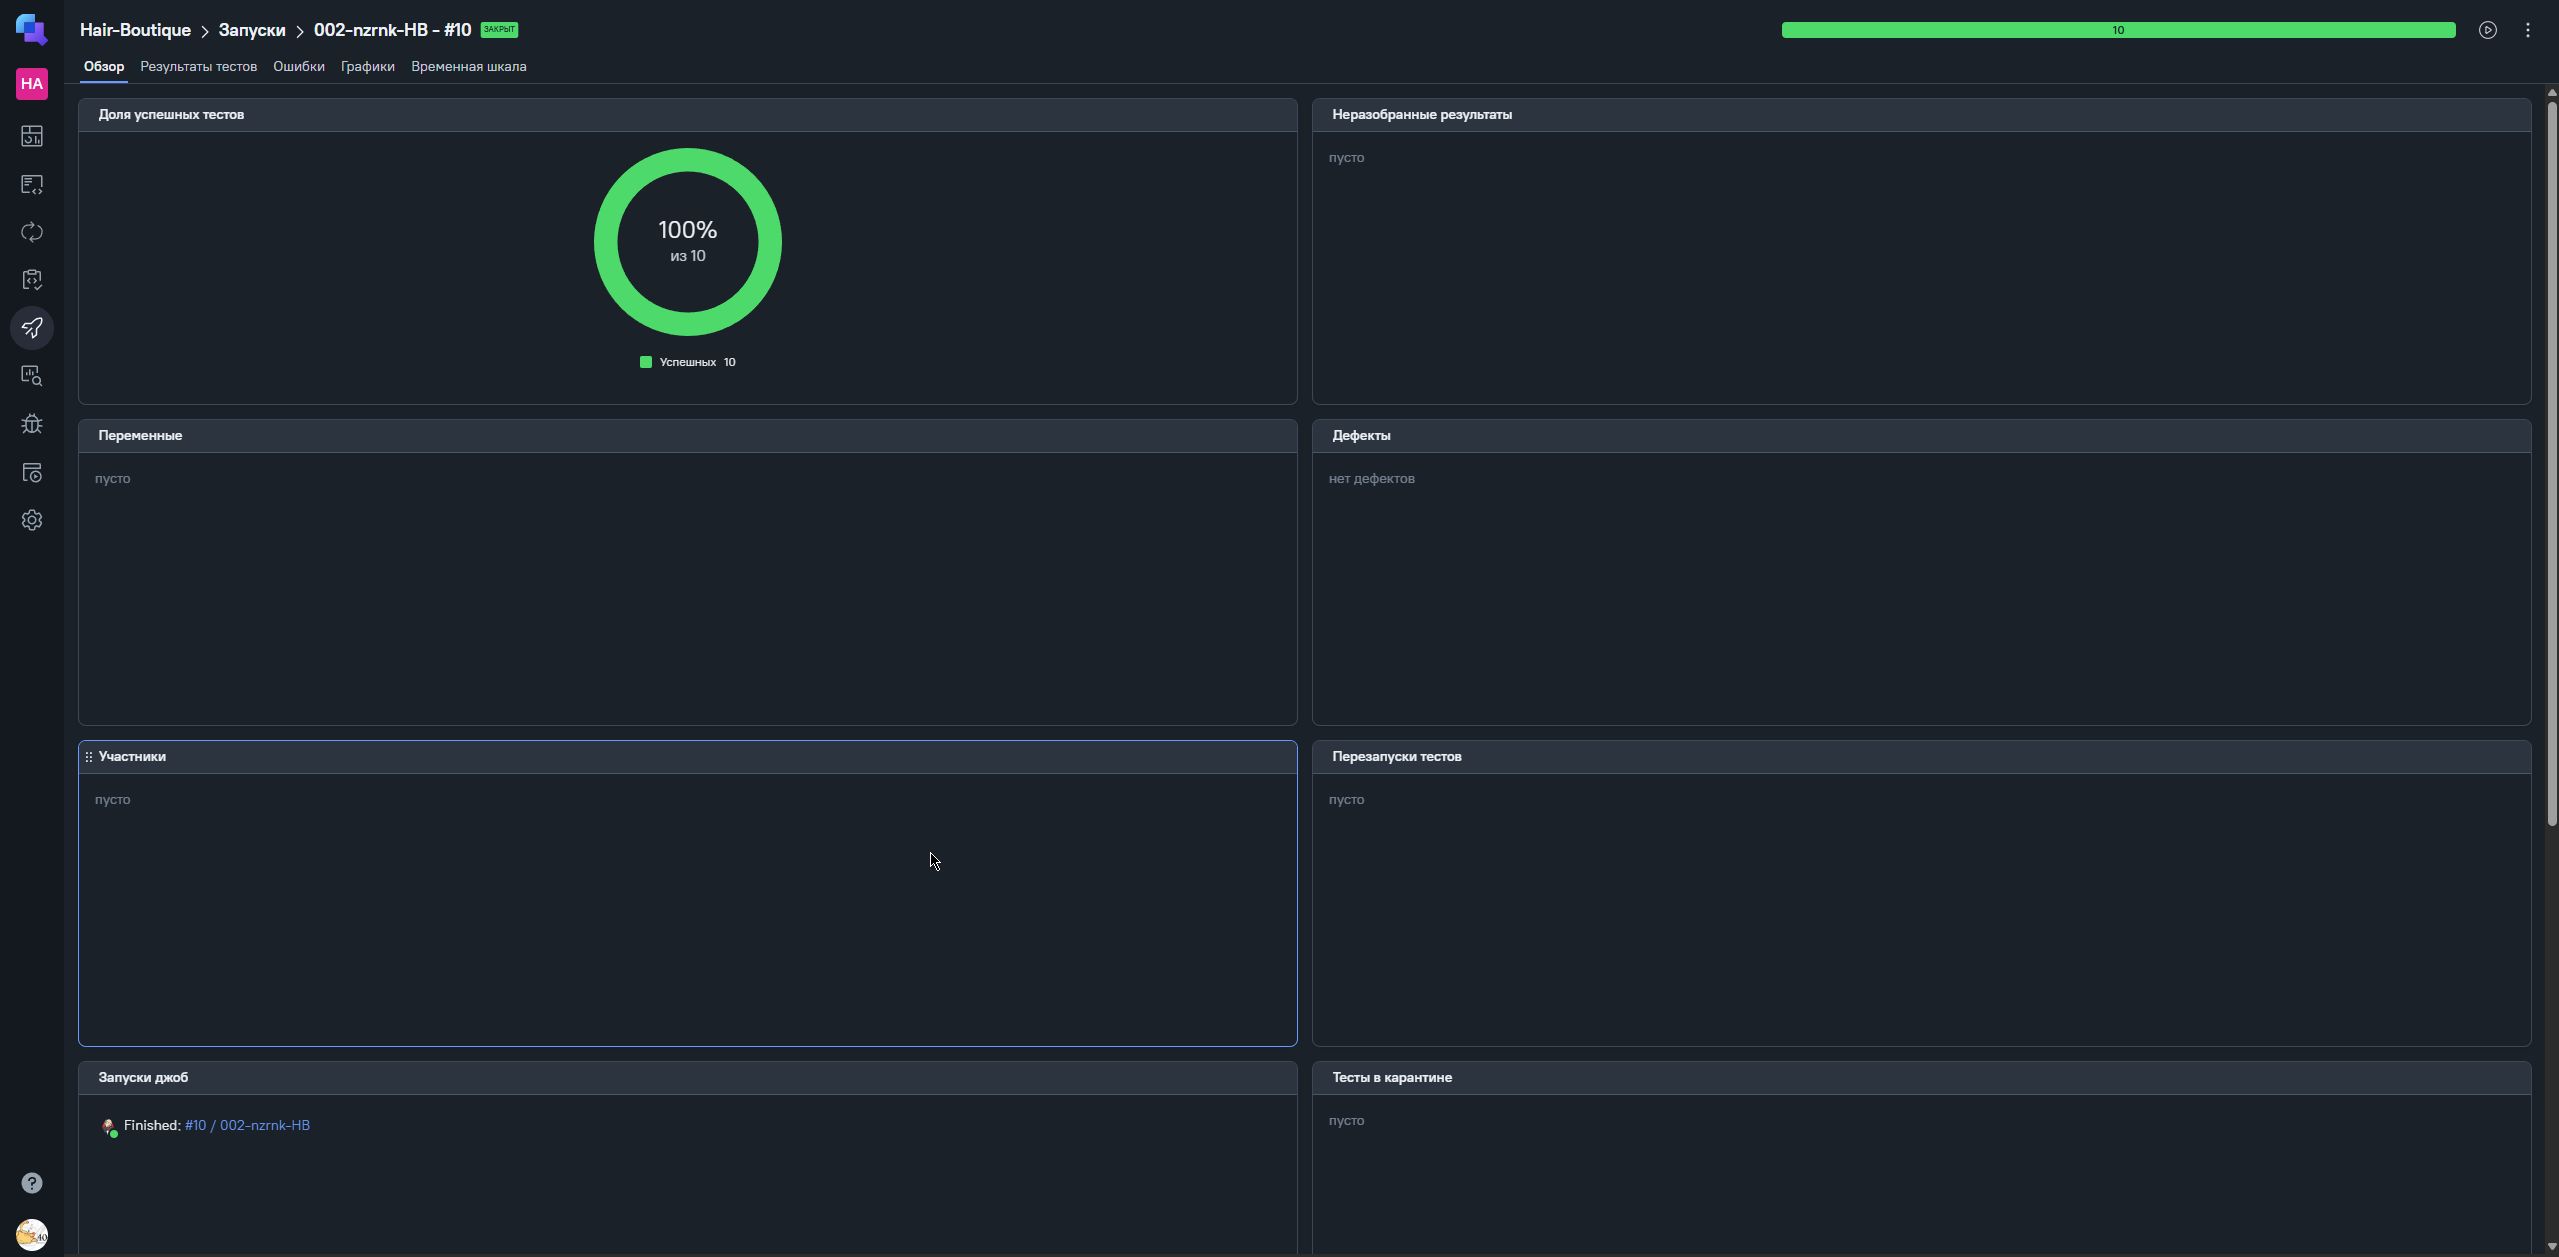 Hair-Boutique > Запуски > 002-nzrnk-HB - #10 ЗАКРЫТ
10
НА
Обзор Результаты тестов Ошибки Графики Временная шкала
Доля успешных тестов
100%
из 10
Успешных 10
Неразобранные результаты
пусто
Переменные
пусто
Дефекты
нет дефектов
Участники
пусто
Перезапуски тестов
пусто
Запуски джоб
Finished: #10 / 002-nzrnk-HB
Тесты в карантине
пусто
?